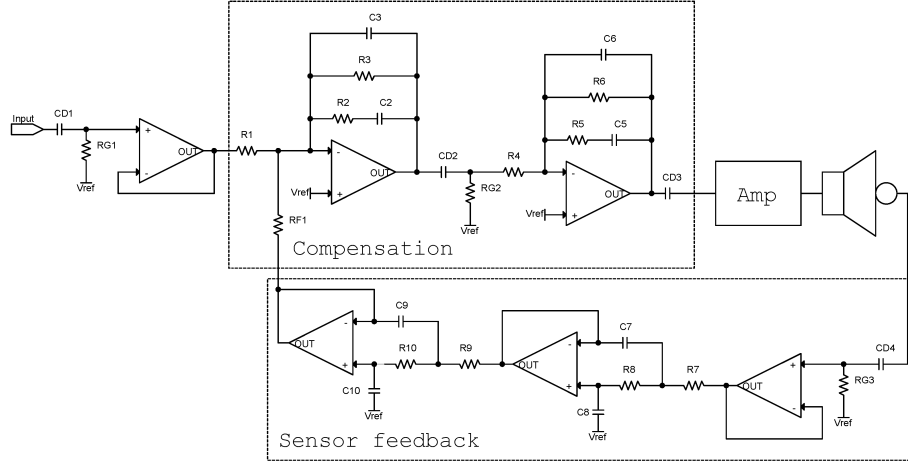 C3
C6
R3
R6
R2 C2
R5 C5
Input
CD1
RG1
+
-
OUT
R1
-
+
OUT
Vref
Vref
CD2
RG2
Vref
R4
-
+
OUT
Vref
CD3
Amp
RF1
Compensation
C9
-
+
OUT
R10
R9
C10
Vref
C7
-
+
OUT
R8
R7
C8
Vref
CD4
+
-
OUT
RG3
Vref
Sensor feedback